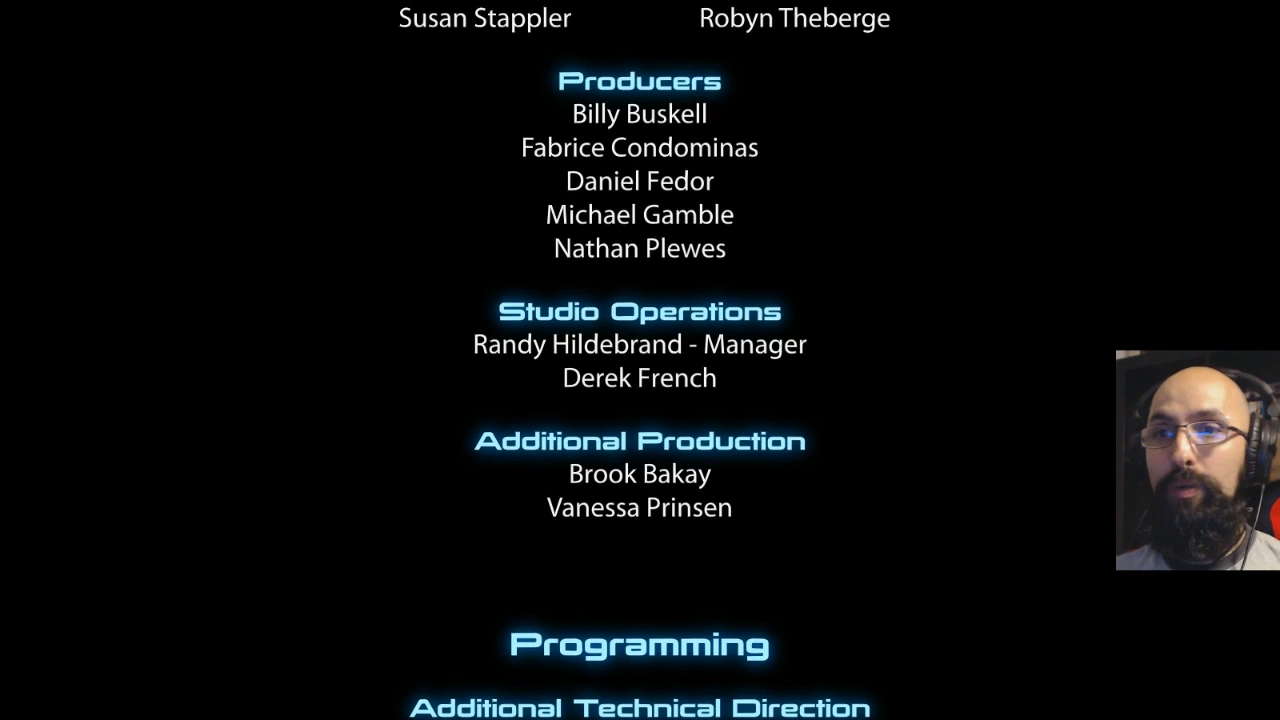 Susan Stappler Robyn Theberge
Producers
Billy Buskell
Fabrice Condominas
Daniel Fedor
Michael Gamble
Nathan Plewes
Studio Operations
Randy Hildebrand - Manager
Derek French
Additional Production
Brook Bakay
Vanessa Prinsen
Programming
Additional Technical Direction